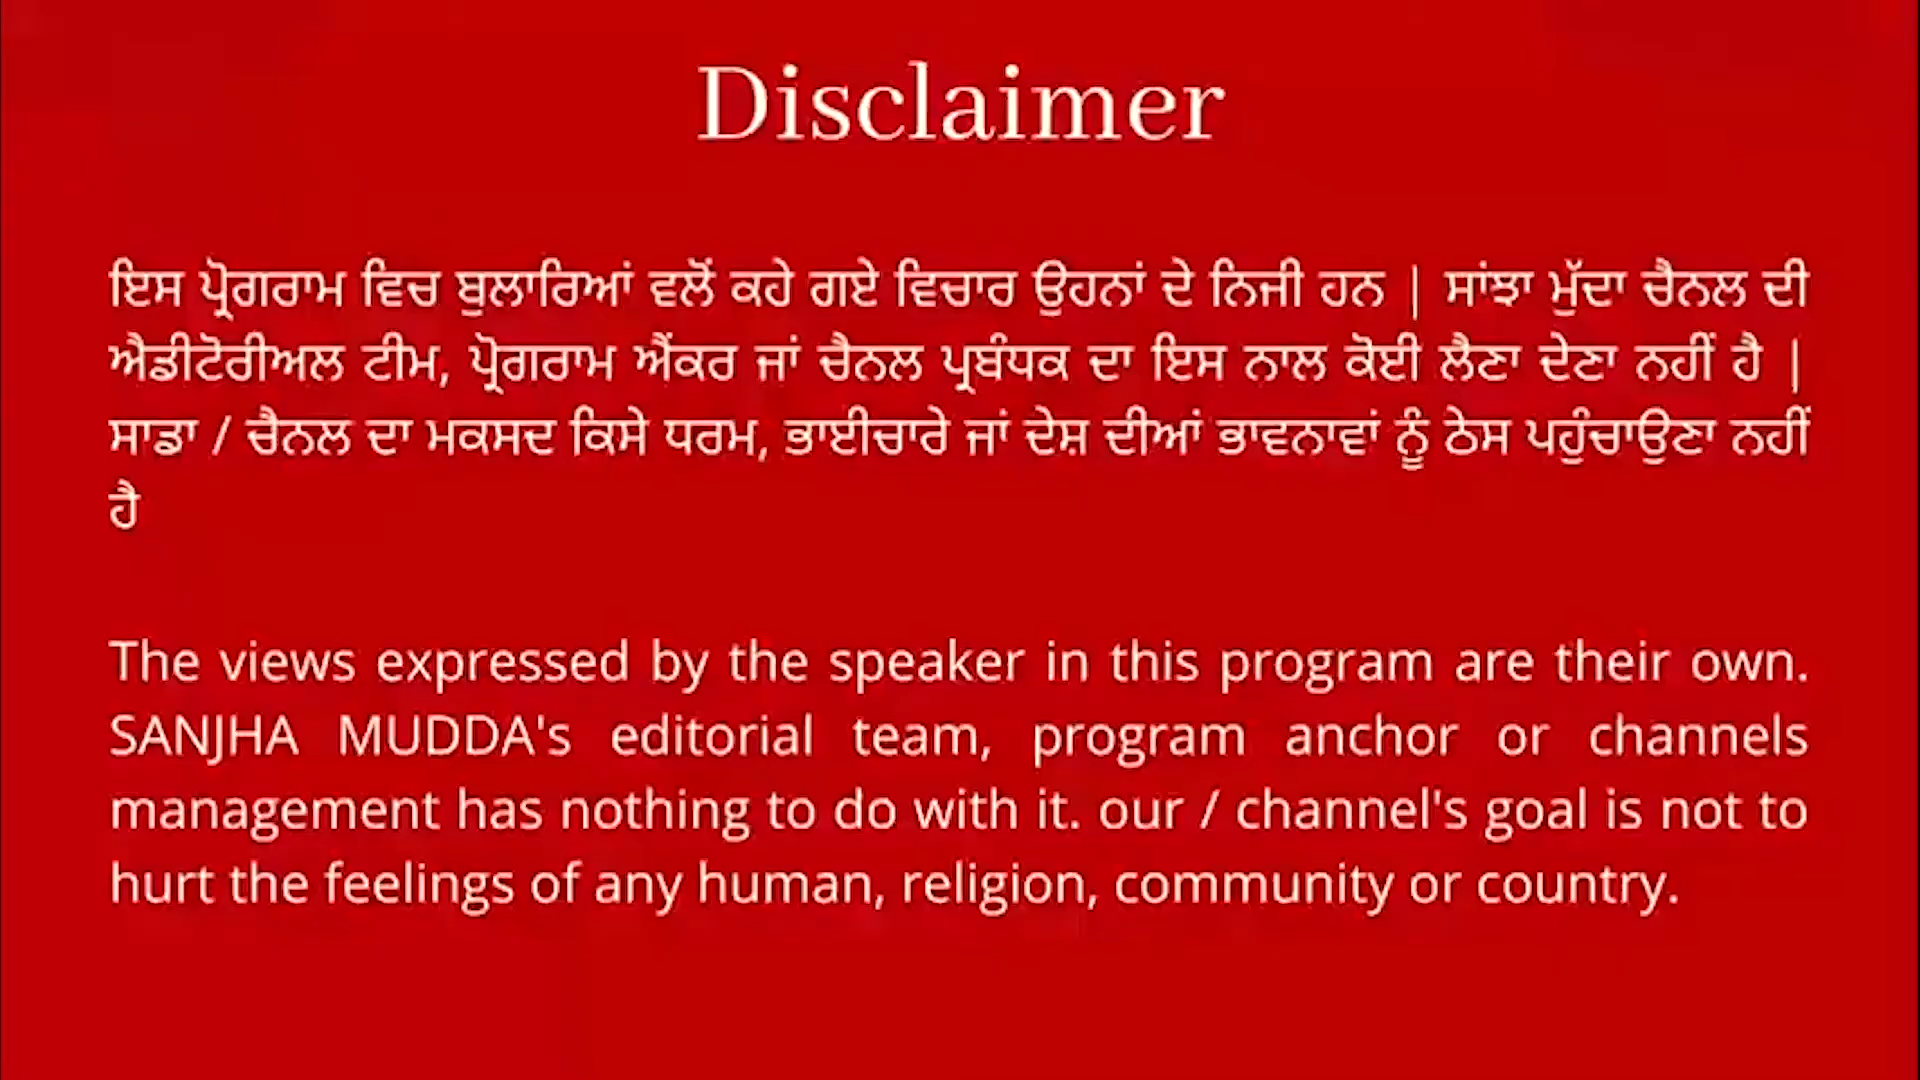 Disclaimer
ਇਸ ਪ੍ਰੋਗਰਾਮ ਵਿਚ ਬੁਲਾਰਿਆਂ ਵਲੋਂ ਕਹੇ ਗਏ ਵਿਚਾਰ ਉਹਨਾਂ ਦੇ ਨਿਜੀ ਹਨ | ਸਾਂਝਾ ਮੁੱਦਾ ਚੈਨਲ ਦੀ
ਐਡੀਟੋਰੀਅਲ ਟੀਮ, ਪ੍ਰੋਗਰਾਮ ਐਂਕਰ ਜਾਂ ਚੈਨਲ ਪ੍ਰਬੰਧਕ ਦਾ ਇਸ ਨਾਲ ਕੋਈ ਲੈਣਾ ਦੇਣਾ ਨਹੀਂ ਹੈ |
ਸਾਡਾ / ਚੈਨਲ ਦਾ ਮਕਸਦ ਕਿਸੇ ਧਰਮ, ਭਾਈਚਾਰੇ ਜਾਂ ਦੇਸ਼ ਦੀਆਂ ਭਾਵਨਾਵਾਂ ਨੂੰ ਠੇਸ ਪਹੁੰਚਾਉਣਾ ਨਹੀਂ
ਹੈ
The views expressed by the speaker in this program are their own.
SANJHA MUDDA's editorial team, program anchor or channels
management has nothing to do with it. our / channel's goal is not to
hurt the feelings of any human, religion, community or country.